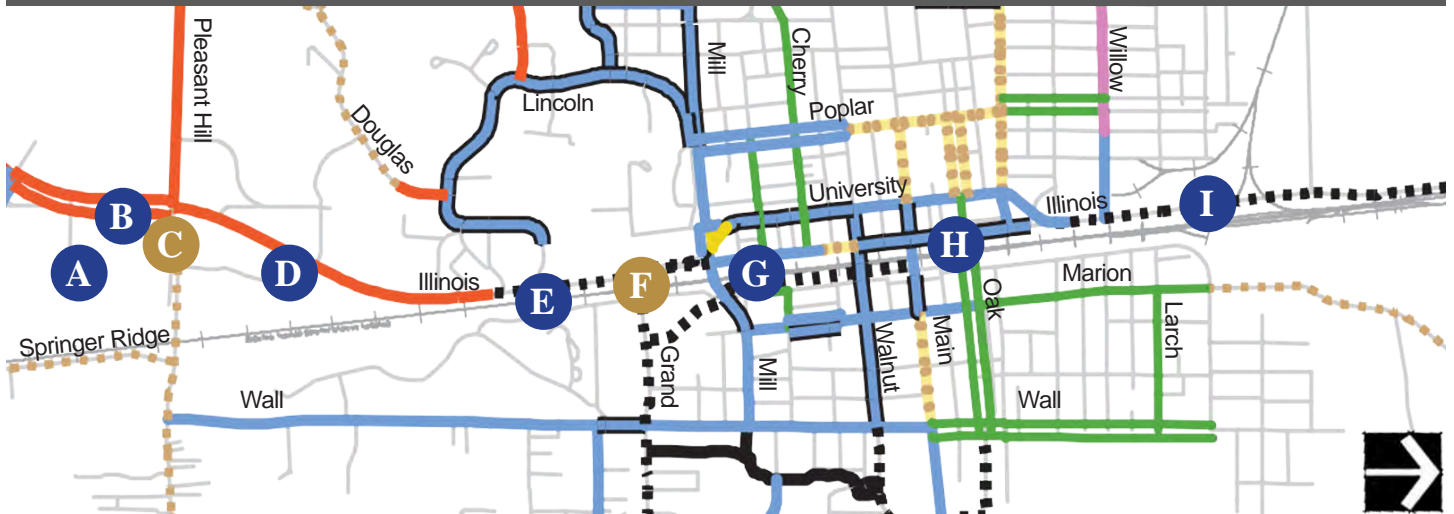 Pleasant Hill
Mill
Cherry
Willow
Lincoln
Poplar
Douglas
University
B
C
Illinois
I
A
D
H
G
Illinois
E
F
Marion
Oak
Larch
Springer Ridge
Main
Walnut
Grand
Mill
Wall
Wall